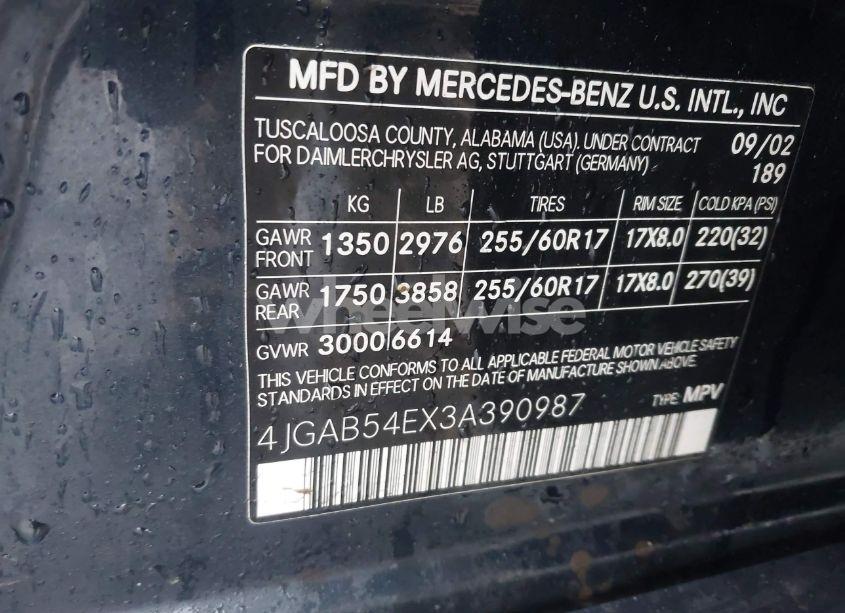 MFD BY MERCEDES-BENZ U.S. INTL., INC
TUSCALOOSA COUNTY, ALABAMA (USA). UNDER CONTRACT 09/02
FOR DAIMLERCHRYSLER AG, STUTTGART (GERMANY) 189
KG LB TIRES RIM SIZE COLD KPA (PSI)
GAWR FRONT 1350 2976 255/60R17 17X8.0 220(32)
GAWR REAR 1750 3858 255/60R17 17X8.0 270(39)
wheelwise
GVWR 3000 6614
THIS VEHICLE CONFORMS TO ALL APPLICABLE FEDERAL MOTOR VEHICLE SAFETY
STANDARDS IN EFFECT ON THE DATE OF MANUFACTURE SHOWN ABOVE.
4JGAB54EX3A390987 TYPE: MPV